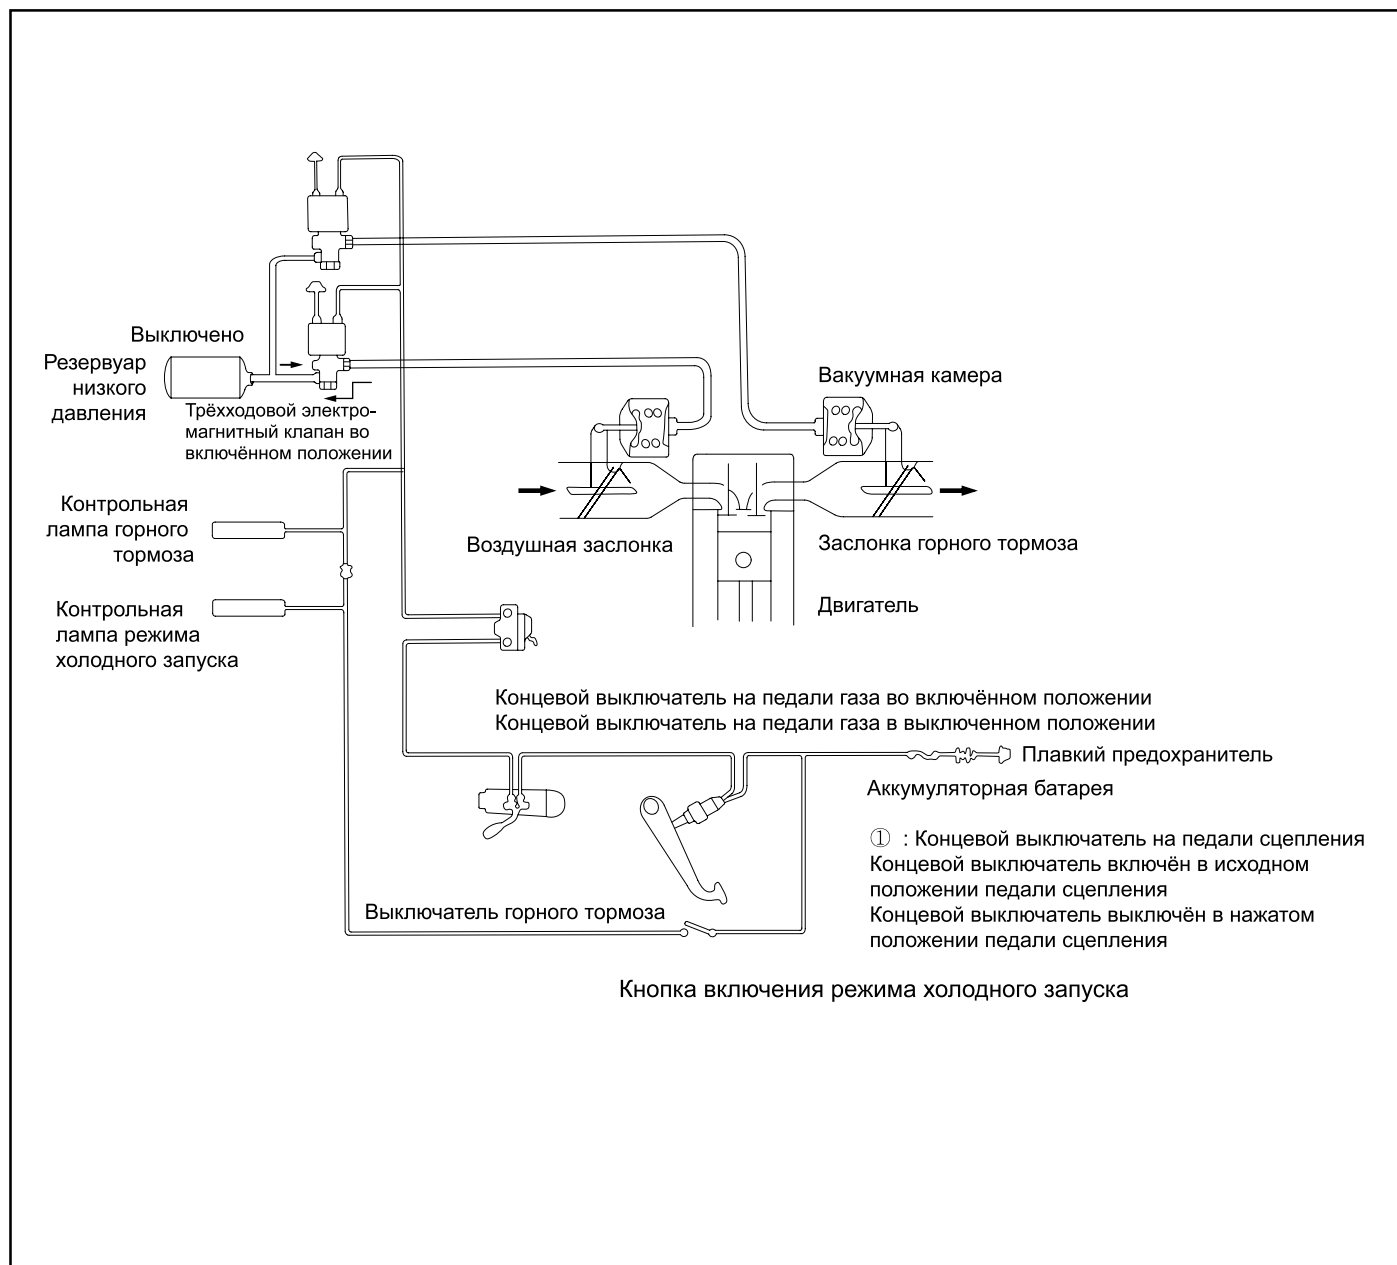 Выключено
Резервуар
низкого
давления
Трёхходовой электро-
магнитный клапан во
включённом положении
Вакуумная камера
Контрольная
лампа горного
тормоза
Воздушная заслонка
Заслонка горного тормоза
Контрольная
лампа режима
холодного запуска
Двигатель
Концевой выключатель на педали газа во включённом положении
Концевой выключатель на педали газа в выключенном положении
Плавкий предохранитель
Аккумуляторная батарея
① : Концевой выключатель на педали сцепления
Концевой выключатель включён в исходном
положении педали сцепления
Концевой выключатель выключён в нажатом
положении педали сцепления
Выключатель горного тормоза
Кнопка включения режима холодного запуска